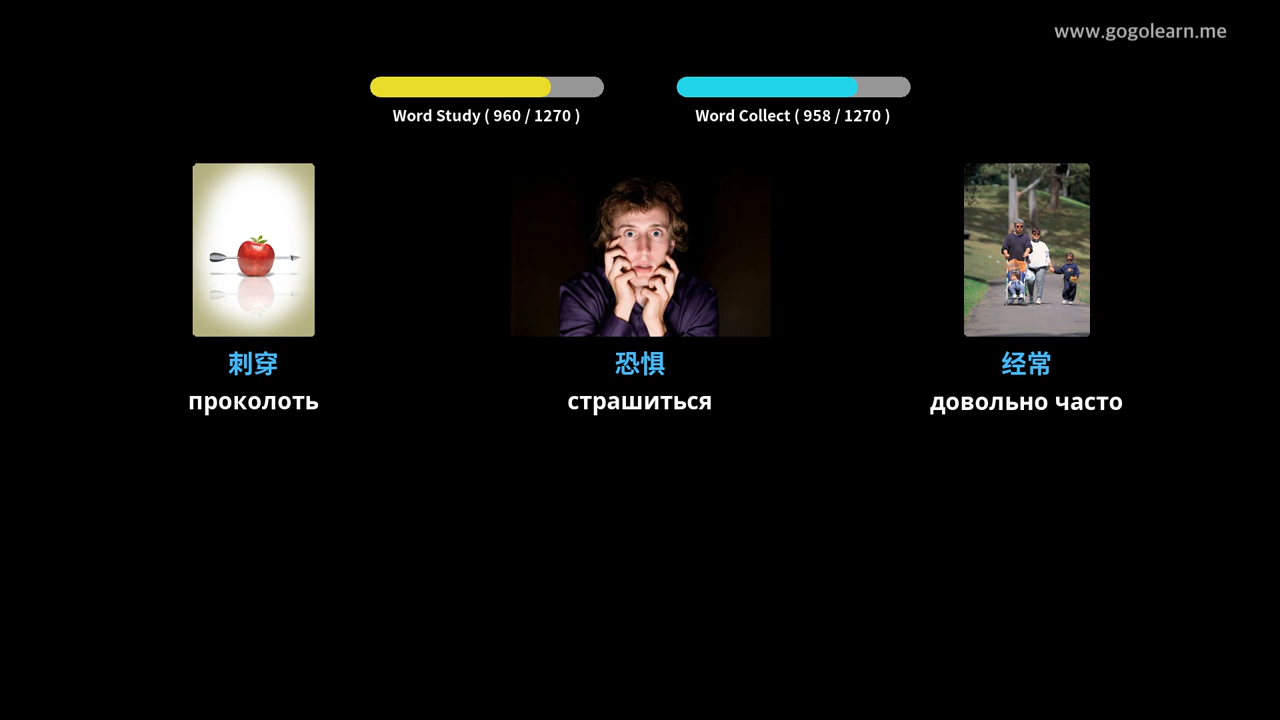 www.gogolearn.me
Word Study ( 960 / 1270 )
Word Collect ( 958 / 1270 )
刺穿
恐惧
经常
проколоть
страшиться
довольно часто